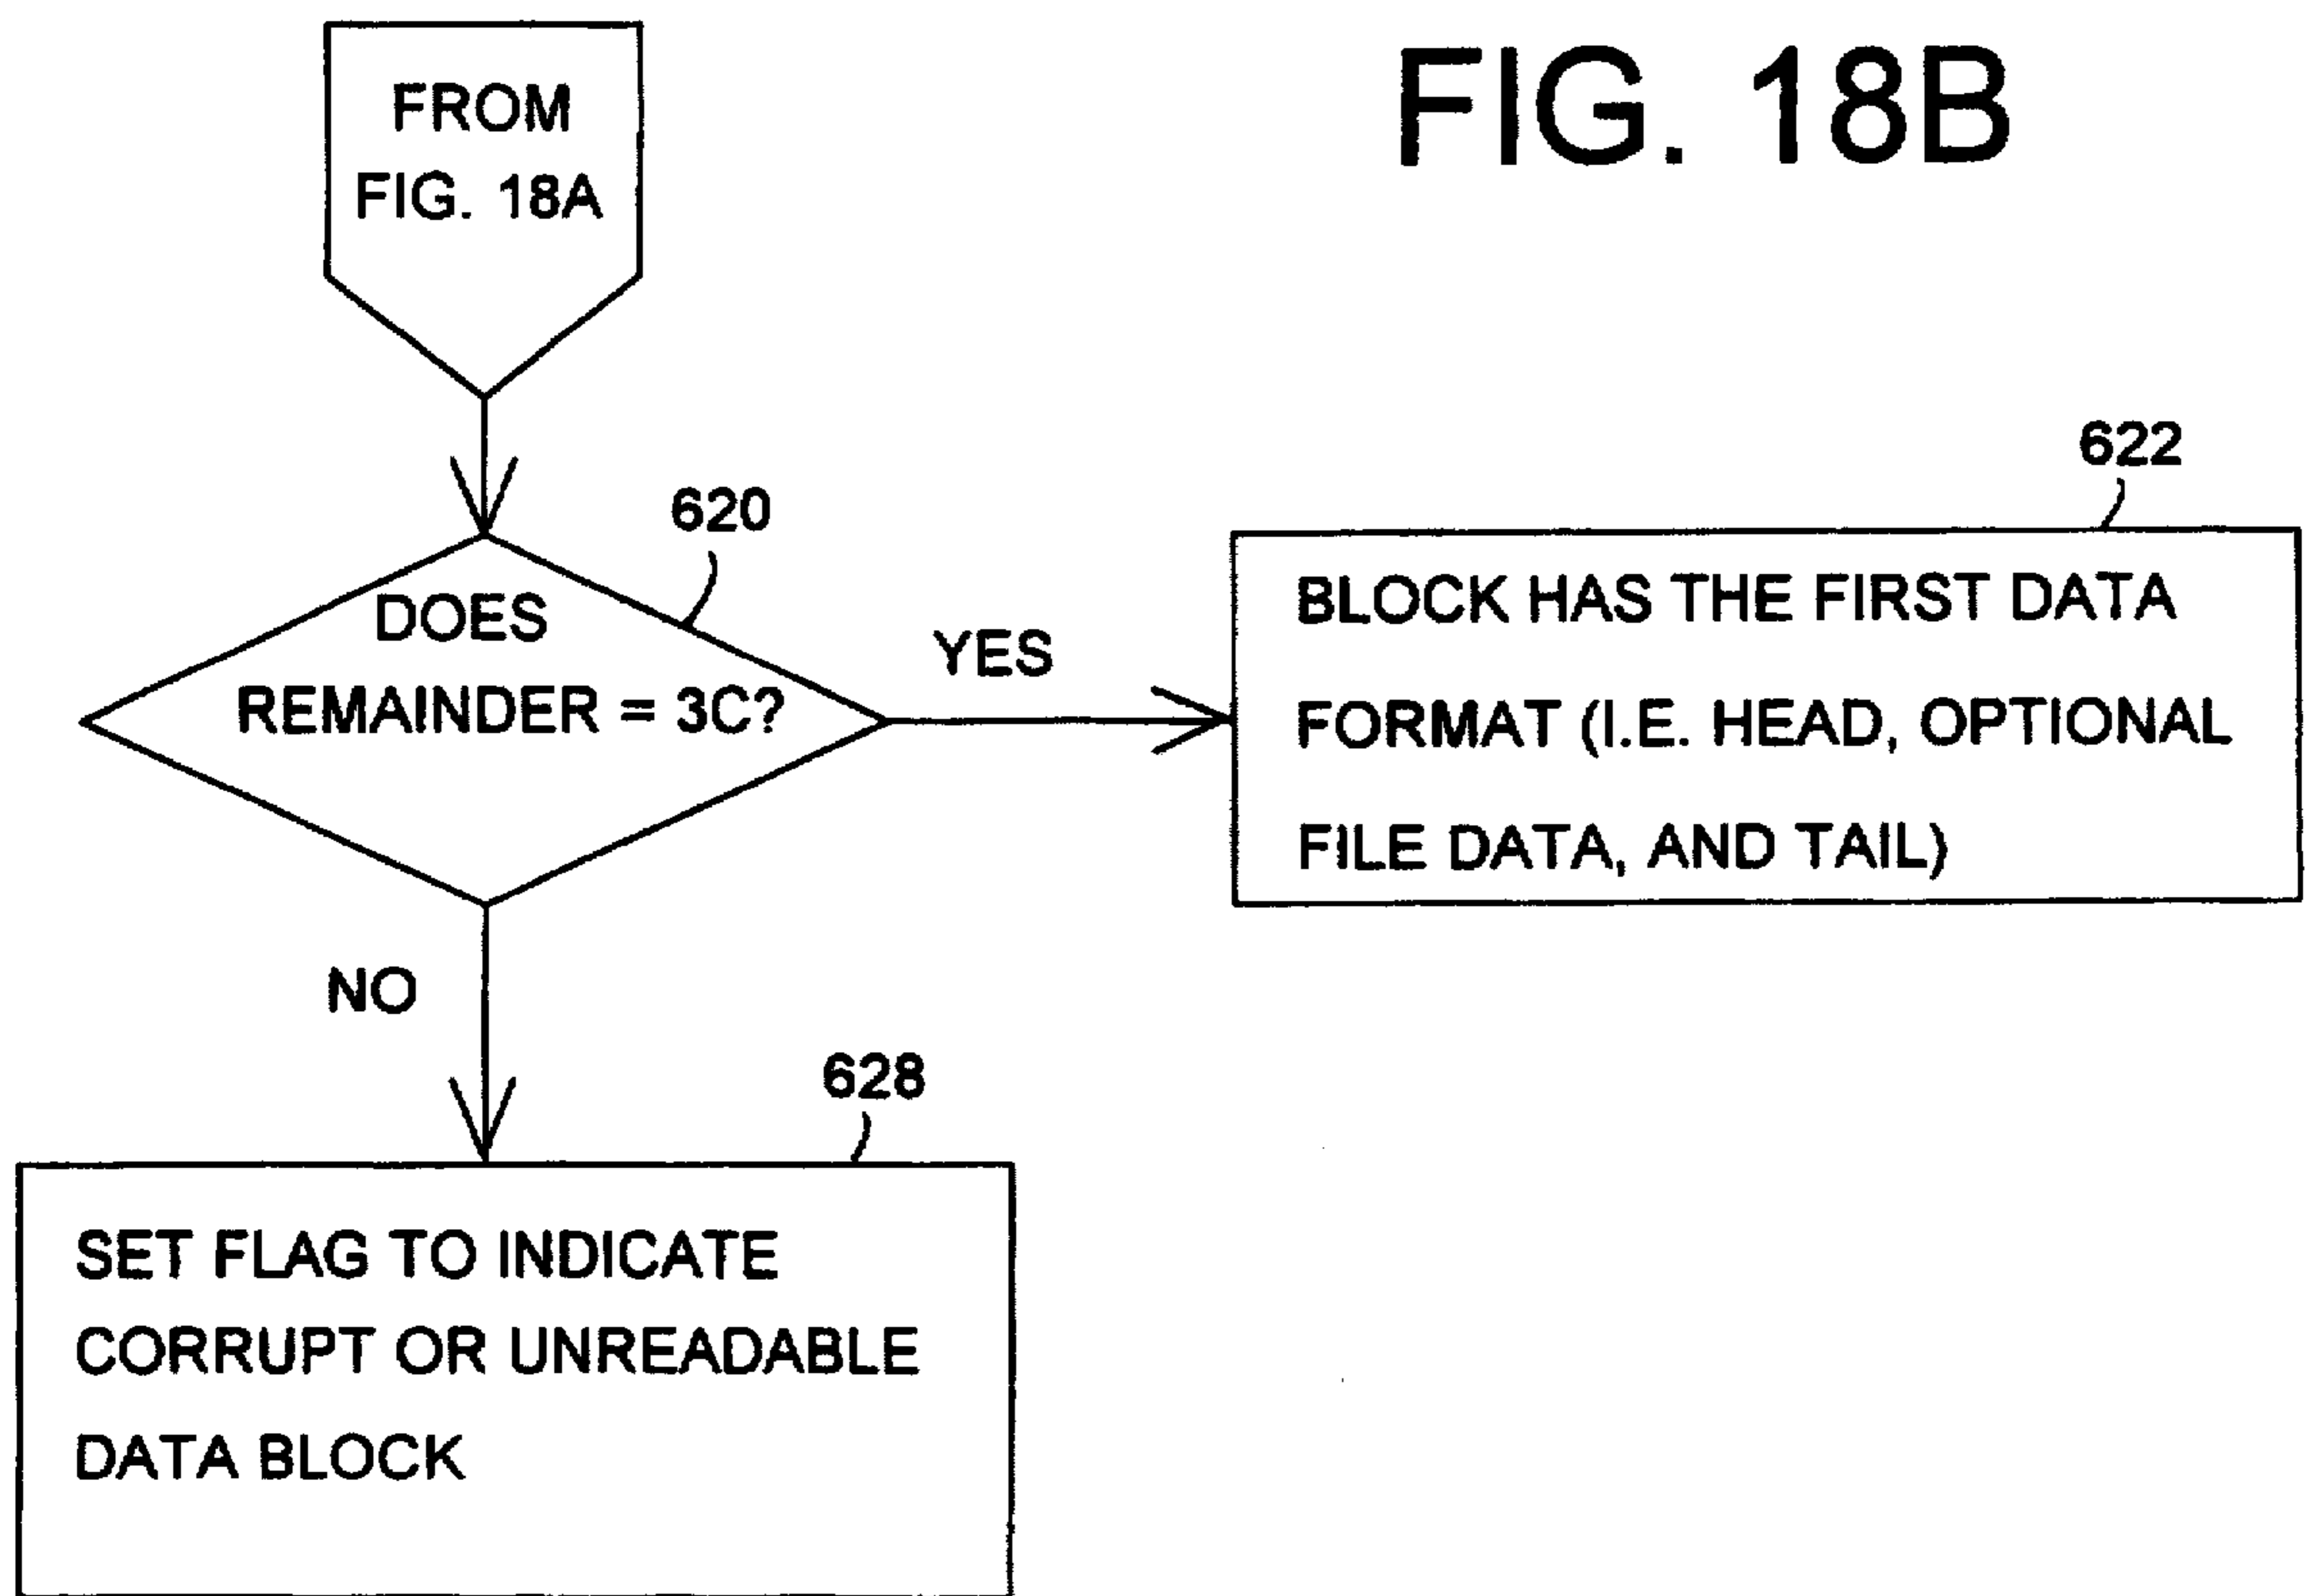 FIG. 18B
FROM
FIG. 18A
620
DOES
REMAINDER = 3C?
YES
622
BLOCK HAS THE FIRST DATA
FORMAT (I.E. HEAD, OPTIONAL
FILE DATA, AND TAIL)
NO
628
SET FLAG TO INDICATE
CORRUPT OR UNREADABLE
DATA BLOCK